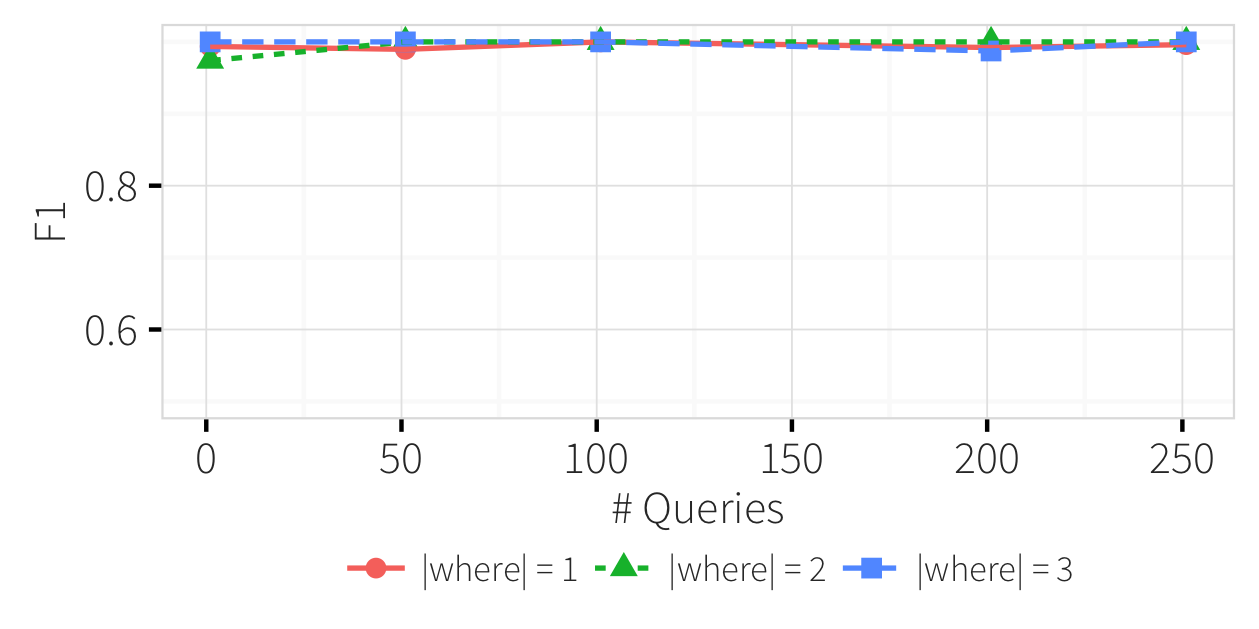 F1
0.8
0.6
0 50 100 150 200 250
# Queries
|where| = 1 |where| = 2 |where| = 3